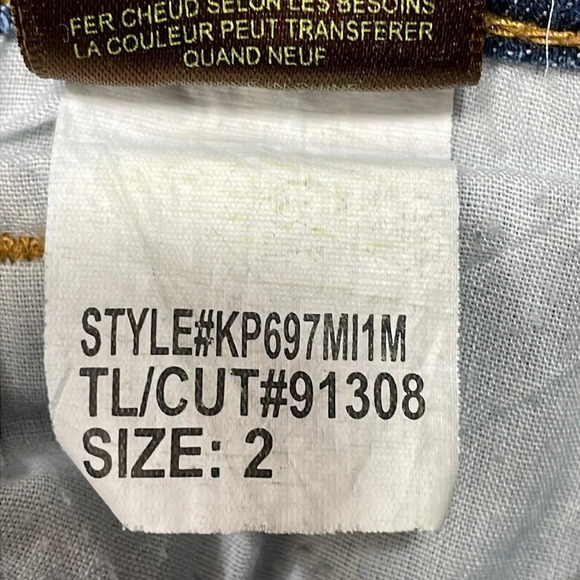 FER CHEUD SELON LES BESOINS
LA COULEUR PEUT TRANSFERER
QUAND NEUF
STYLE#KP697MI1M
TL/CUT#91308
SIZE: 2